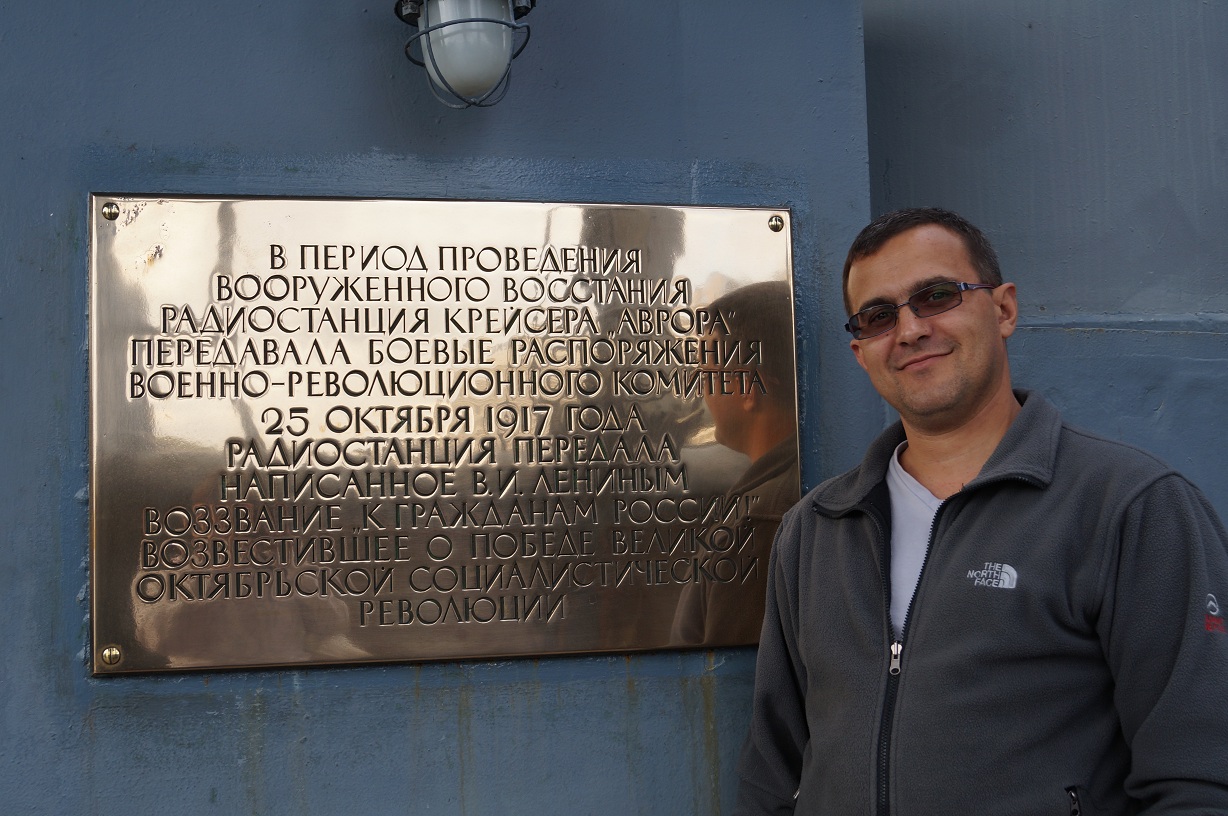 В ПЕРИОД ПРОВЕДЕНИЯ
ВООРУЖЕННОГО ВОССТАНИЯ
РАДИОСТАНЦИЯ КРЕЙСЕРА „АВРОРА“
ПЕРЕДАВАЛА БОЕВЫЕ РАСПОРЯЖЕНИЯ
ВОЕННО-РЕВОЛЮЦИОННОГО КОМИТЕТА
25 ОКТЯБРЯ 1917 ГОДА
РАДИОСТАНЦИЯ ПЕРЕДАЛА
НАПИСАННОЕ В.И. ЛЕНИНЫМ
ВОЗЗВАНИЕ „К ГРАЖДАНАМ РОССИИ!“
ВОЗВЕСТИВШЕЕ О ПОБЕДЕ ВЕЛИКОЙ
ОКТЯБРЬСКОЙ СОЦИАЛИСТИЧЕСКОЙ
РЕВОЛЮЦИИ
THE
NORTH
FACE